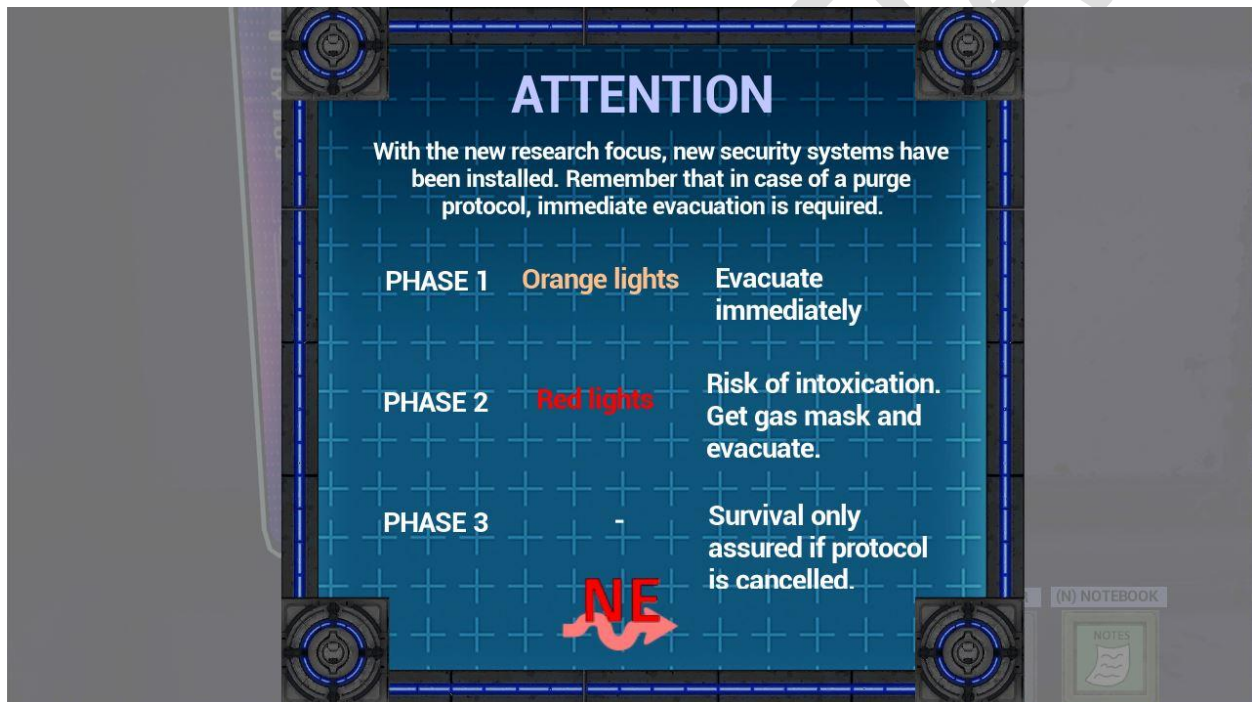 ATTENTION
With the new research focus, new security systems have
been installed. Remember that in case of a purge
protocol, immediate evacuation is required.
PHASE 1 Orange lights Evacuate
immediately
PHASE 2 Red lights Risk of intoxication.
Get gas mask and
evacuate.
PHASE 3 - Survival only
assured if protocol
is cancelled.
NE
(N) NOTEBOOK
NOTES